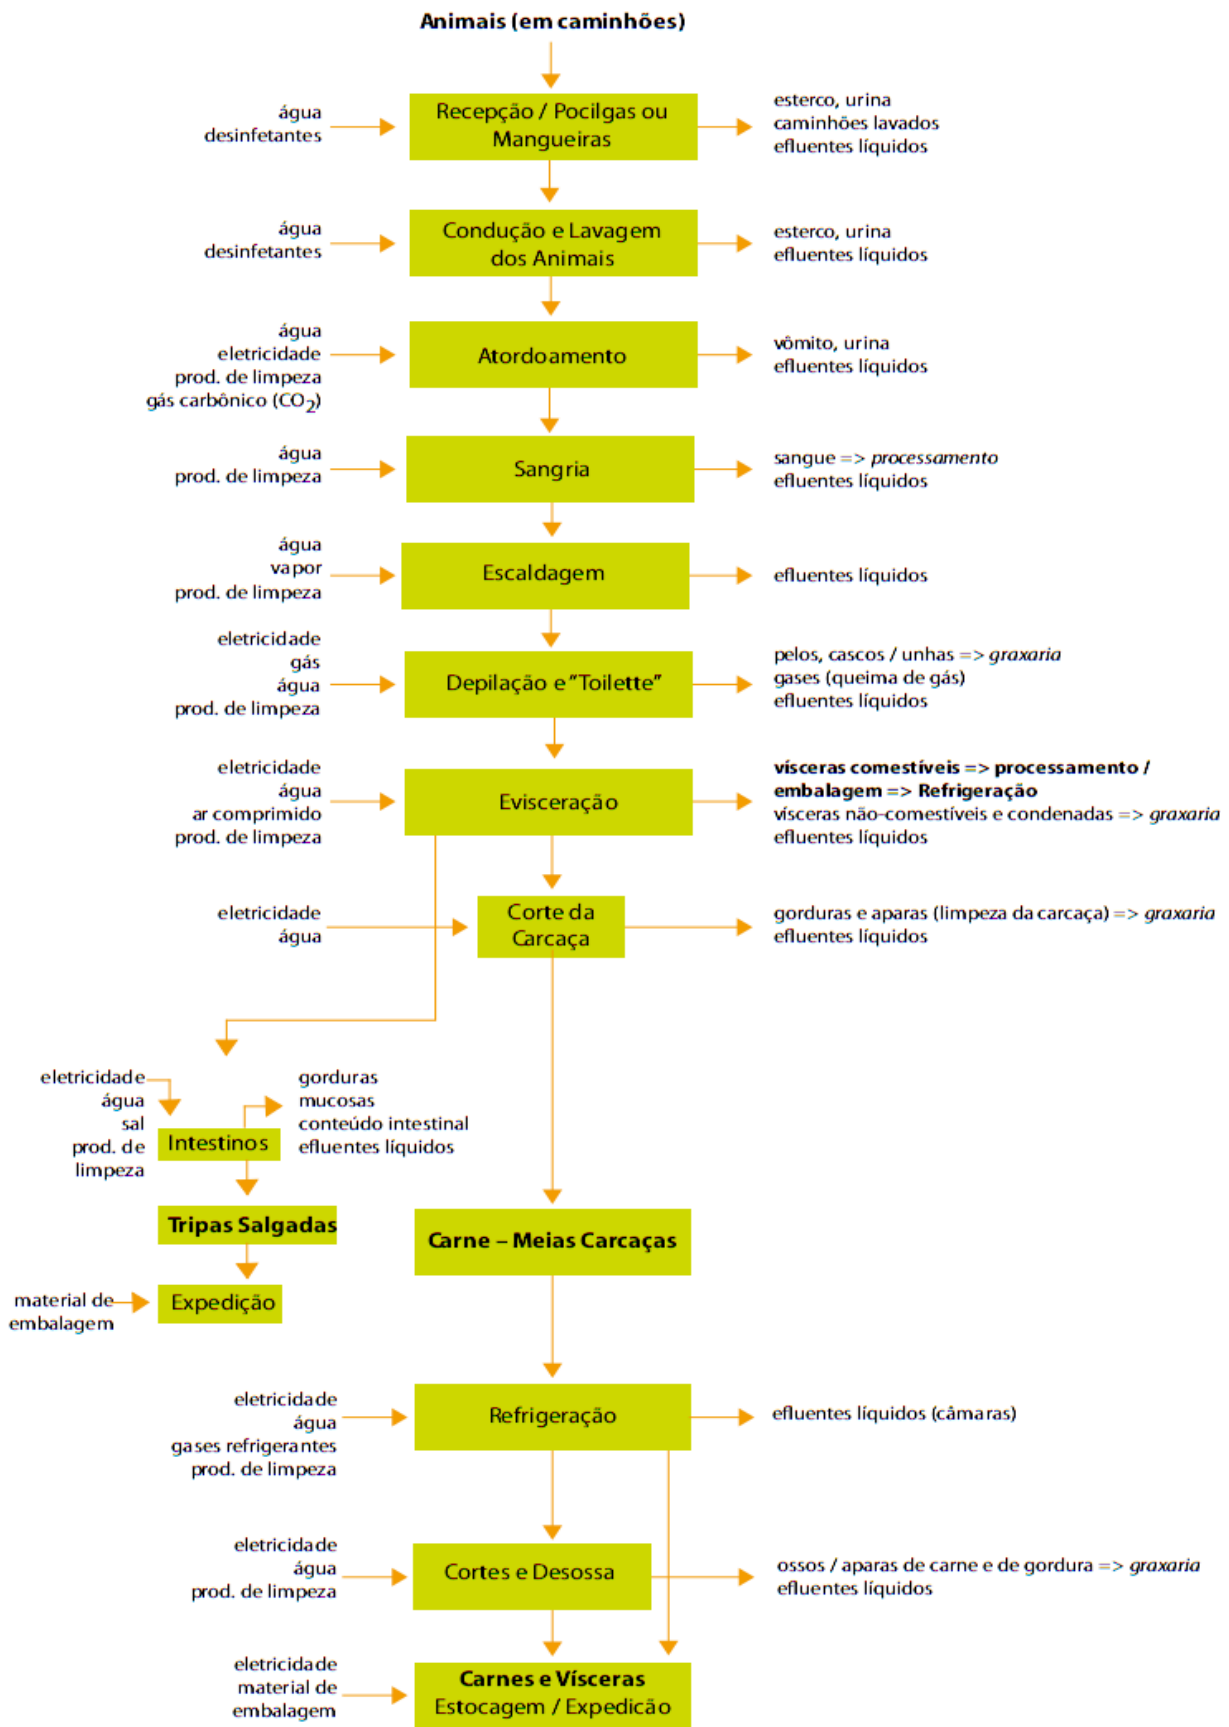 Animais (em caminhões)
água
desinfetantes
Recepção / Pocilgas ou
Mangueiras
esterco, urina
caminhões lavados
efluentes líquidos
água
desinfetantes
Condução e Lavagem
dos Animais
esterco, urina
efluentes líquidos
água
eletricidade
prod. de limpeza
gás carbônico (CO2)
Atordoamento
vômito, urina
efluentes líquidos
água
prod. de limpeza
Sangria
sangue => processamento
efluentes líquidos
água
vapor
prod. de limpeza
Escaldagem
efluentes líquidos
eletricidade
gás
água
prod. de limpeza
Depilação e "Toilette"
pelos, cascos / unhas => graxaria
gases (queima de gás)
efluentes líquidos
eletricidade
água
ar comprimido
prod. de limpeza
Evisceração
vísceras comestíveis => processamento /
embalagem => Refrigeração
vísceras não-comestíveis e condenadas => graxaria
efluentes líquidos
eletricidade
água
Corte da
Carcaça
gorduras e aparas (limpeza da carcaça) => graxaria
efluentes líquidos
eletricidade
água
sal
prod. de
limpeza
Intestinos
gorduras
mucosas
conteúdo intestinal
efluentes líquidos
Tripas Salgadas
Carne – Meias Carcaças
material de
embalagem
Expedição
eletricidade
água
gases refrigerantes
prod. de limpeza
Refrigeração
efluentes líquidos (câmaras)
eletricidade
água
prod. de limpeza
Cortes e Desossa
ossos / aparas de carne e de gordura => graxaria
efluentes líquidos
eletricidade
material de
embalagem
Carnes e Vísceras
Estocagem / Expedicão